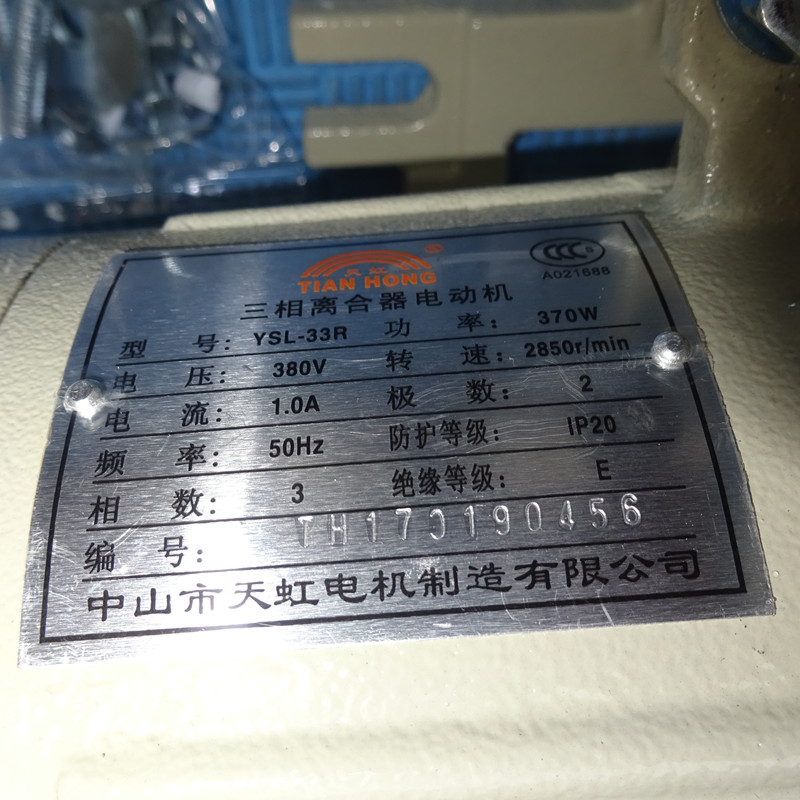 天虹
®
TIAN HONG
CCC S
A021688
三相离合器电动机
型号: YSL-33R 功率: 370W
电压: 380V 转速: 2850r/min
电流: 1.0A 极数: 2
频率: 50Hz 防护等级: IP20
相数: 3 绝缘等级: E
编号: TH170190456
中山市天虹电机制造有限公司